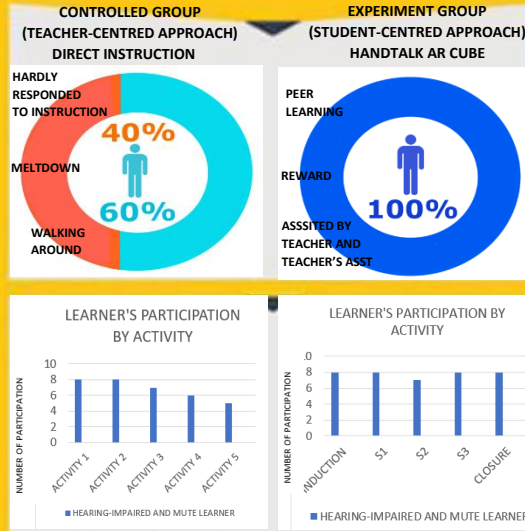 CONTROLLED GROUP
(TEACHER-CENTRED APPROACH)
DIRECT INSTRUCTION
HARDLY
RESPONDED
TO INSTRUCTION
40%
MELTDOWN
60%
WALKING
AROUND
EXPERIMENT GROUP
(STUDENT-CENTRED APPROACH)
HANDTALK AR CUBE
PEER
LEARNING
REWARD
100%
ASSSITED BY
TEACHER AND
TEACHER'S ASST
LEARNER'S PARTICIPATION
BY ACTIVITY
NUMBER OF PARTICIPATION
10
8
6
4
2
0
ACTIVITY 1
ACTIVITY 2
ACTIVITY 3
ACTIVITY 4
ACTIVITY 5
HEARING-IMPAIRED AND MUTE LEARNER
LEARNER'S PARTICIPATION BY
ACTIVITY
NUMBER OF PARTICIPATION
.0
8
6
4
2
0
NDUCTION
S1
S2
S3
CLOSURE
HEARING-IMPAIRED AND MUTE LEARNER